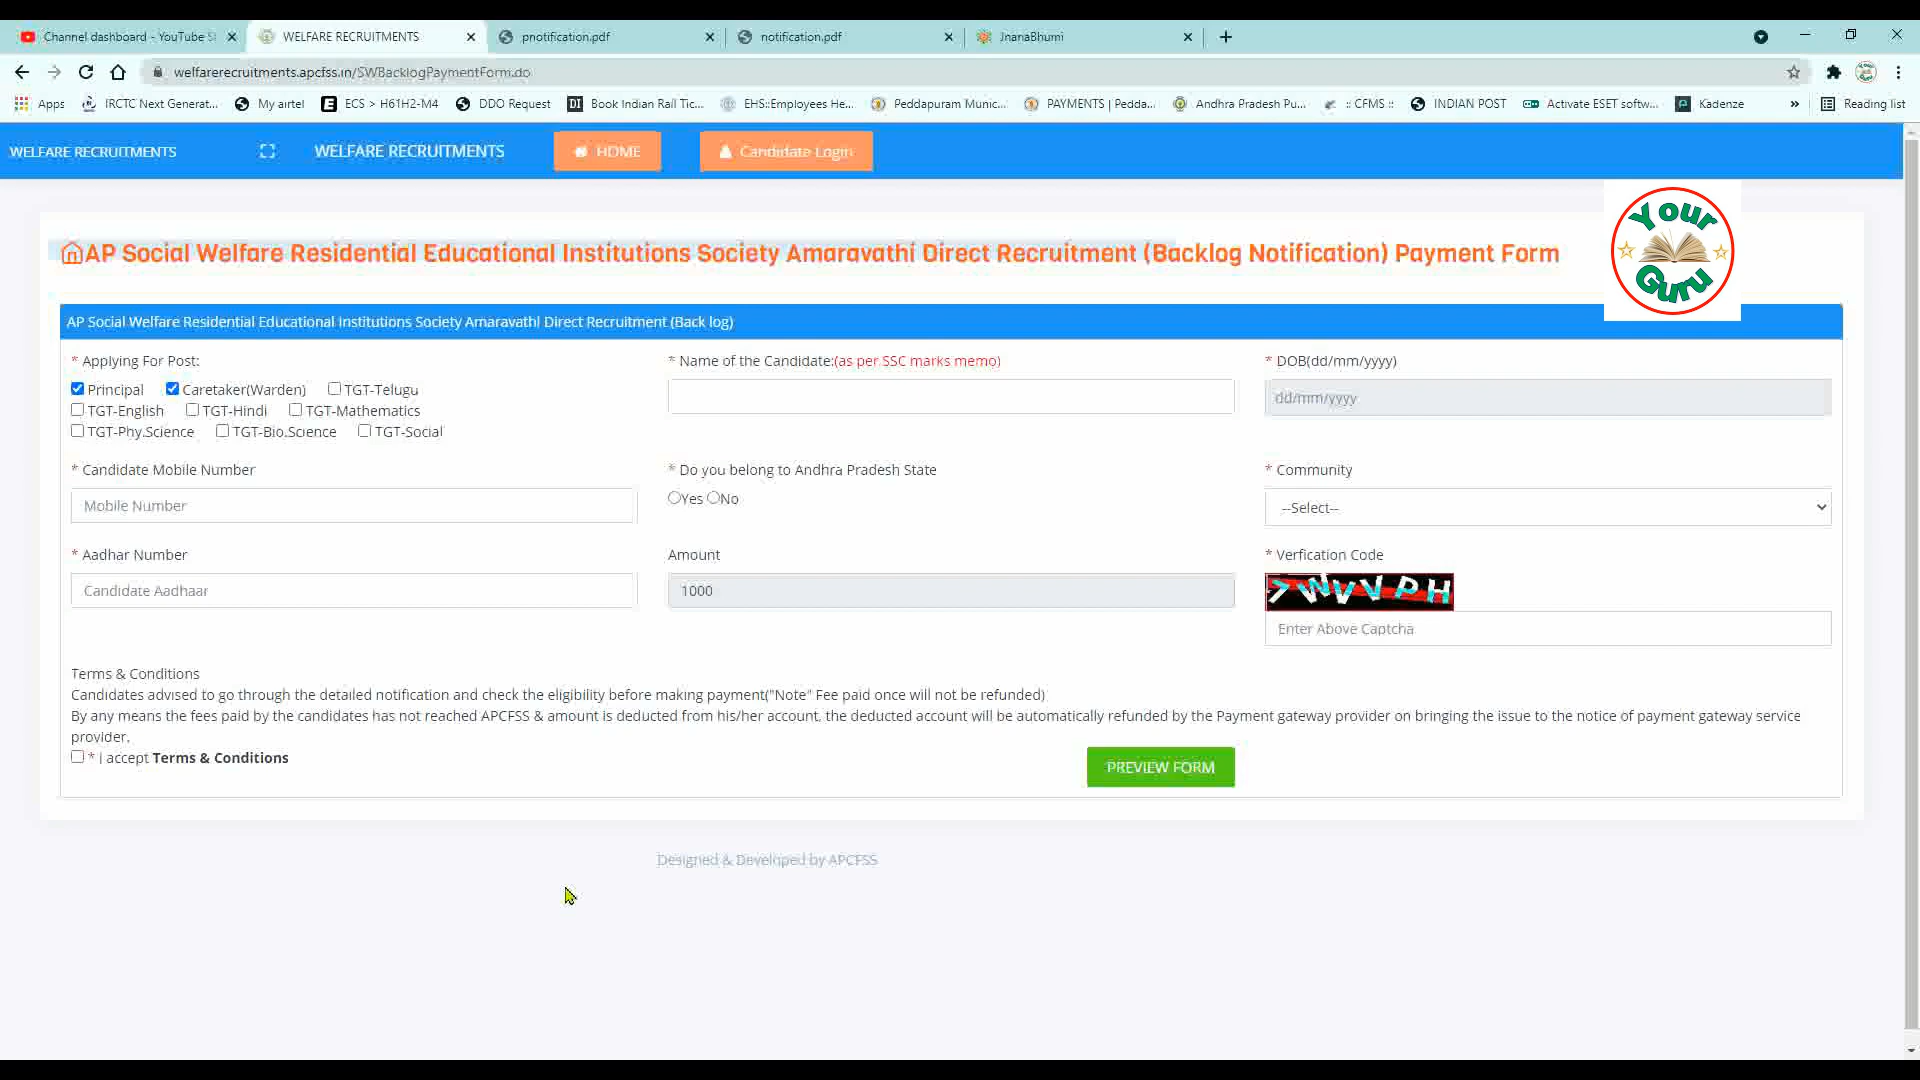 Channel dashboard - YouTube S
WELFARE RECRUITMENTS
pnotification.pdf
notification.pdf
JnanaBhumi
welfarerecruitments.apcfss.in/SWBacklogPaymentForm.do
Apps
IRCTC Next Generat...
My airtel
ECS > H61H2-M4
DDO Request
Book Indian Rail Tic...
EHS::Employees He...
Peddapuram Munic...
PAYMENTS | Pedda...
Andhra Pradesh Pu...
:: CFMS ::
INDIAN POST
Activate ESET softw...
Kadenze
»
Reading list
WELFARE RECRUITMENTS
WELFARE RECRUITMENTS
HOME
Candidate Login
Your
Guru
AP Social Welfare Residential Educational Institutions Society Amaravathi Direct Recruitment (Backlog Notification) Payment Form
AP Social Welfare Residential Educational Institutions Society Amaravathi Direct Recruitment (Back log)
* Applying For Post:
Principal Caretaker(Warden) TGT-Telugu
TGT-English TGT-Hindi TGT-Mathematics
TGT-Phy.Science TGT-Bio.Science TGT-Social
* Name of the Candidate:(as per SSC marks memo)
* DOB(dd/mm/yyyy)
dd/mm/yyyy
* Candidate Mobile Number
Mobile Number
* Do you belong to Andhra Pradesh State
Yes No
* Community
--Select--
* Aadhar Number
Candidate Aadhaar
Amount
1000
* Verfication Code
Enter Above Captcha
Terms & Conditions
Candidates advised to go through the detailed notification and check the eligibility before making payment("Note" Fee paid once will not be refunded)
By any means the fees paid by the candidates has not reached APCFSS & amount is deducted from his/her account, the deducted account will be automatically refunded by the Payment gateway provider on bringing the issue to the notice of payment gateway service
provider.
* I accept Terms & Conditions
PREVIEW FORM
Designed & Developed by APCFSS